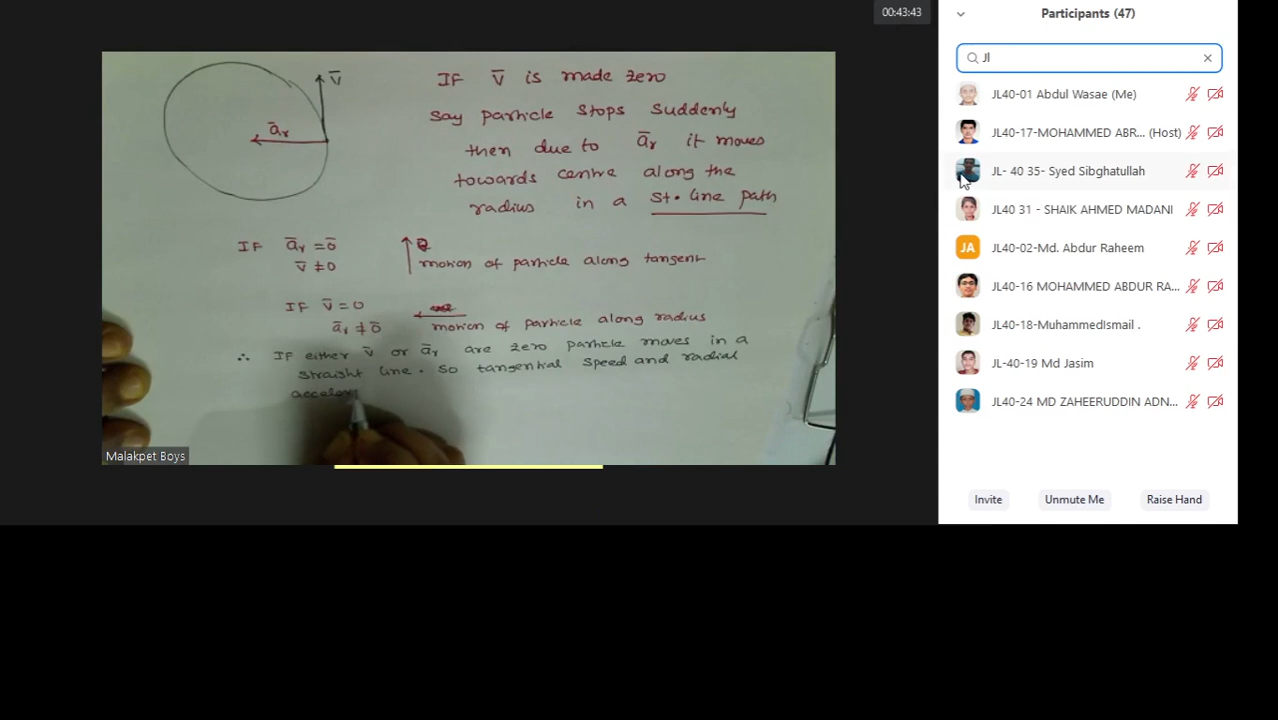 00:43:43
Participants (47)
Jl
JL40-01 Abdul Wasae (Me)
JL40-17-MOHAMMED ABR... (Host)
JL- 40 35- Syed Sibghatullah
JL40 31 - SHAIK AHMED MADANI
JA JL40-02-Md. Abdur Raheem
JL40-16 MOHAMMED ABDUR RA...
JL40-18-MuhammedIsmail .
JL-40-19 Md Jasim
JL40-24 MD ZAHEERUDDIN ADN...
Invite Unmute Me Raise Hand
V̄
ār
IF V̄ is made zero
say particle stops suddenly
then due to ār it moves
towards centre along the
radius in a st. line path
IF ār = ō
V̄ ≠ 0
motion of particle along tangent
IF V̄ = 0
ār ≠ ō
motion of particle along radius
∴ IF either V̄ or ār are zero particle moves in a
straight line. So tangential speed and radial
acceler
Malakpet Boys